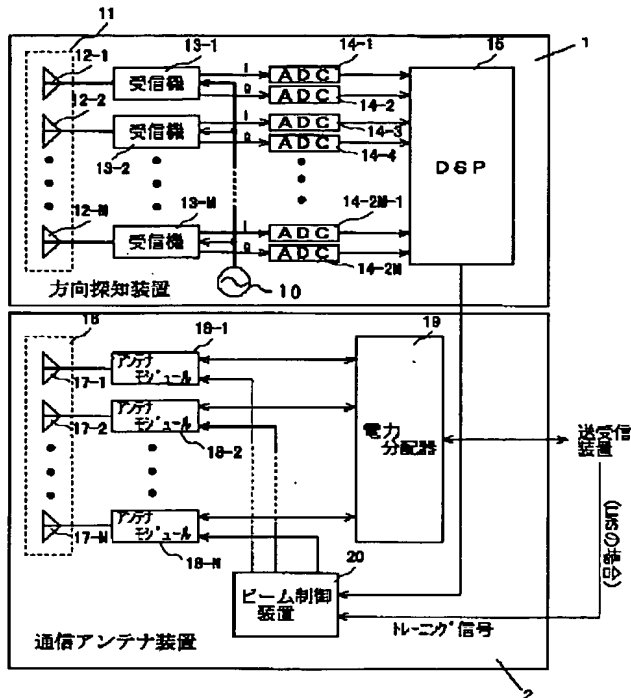 11
12-1
13-1
受信機
I
Q
14-1
ADC
ADC
14-2
15
DSP
1
12-2
受信機
13-2
I
Q
ADC
14-3
ADC
14-4
12-M
13-M
受信機
I
Q
ADC
14-2M-1
ADC
14-2M
10
方向探知装置
16
18-1
19
17-1
アンテナ
モジュール
17-2
アンテナ
モジュール
18-2
電力
分配器
送受信
装置
17-M
アンテナ
モジュール
18-M
(LMSの場合)
20
ビーム制御
装置
トレーニング信号
通信アンテナ装置
2